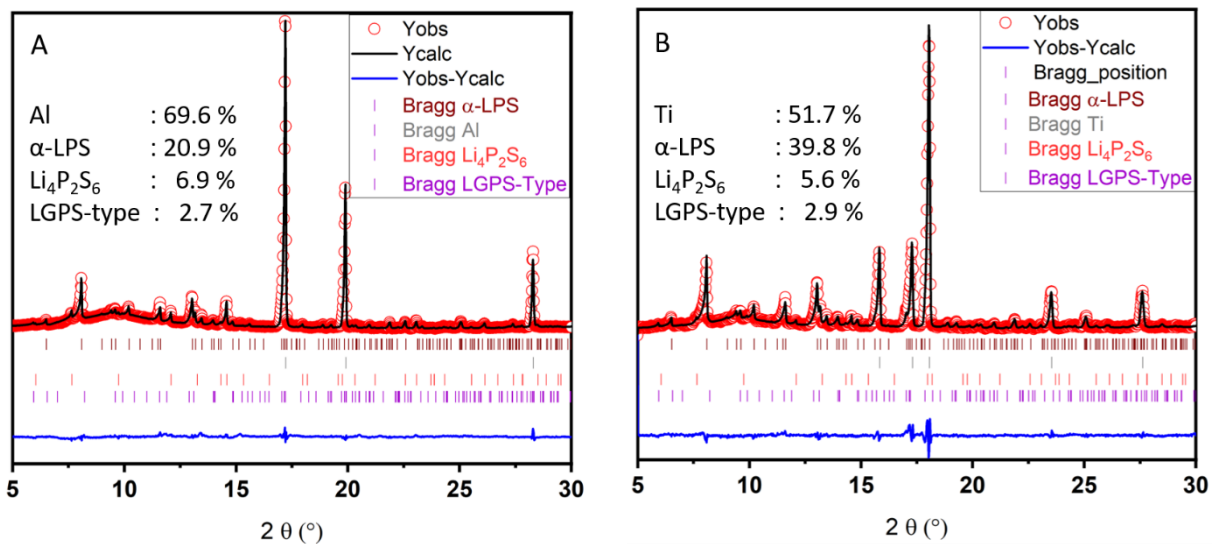 A
Yobs
Ycalc
Yobs-Ycalc
Bragg α-LPS
Bragg Al
Bragg Li₄P₂S₆
Bragg LGPS-Type
Al : 69.6 %
α-LPS : 20.9 %
Li₄P₂S₆ : 6.9 %
LGPS-type : 2.7 %
5 10 15 20 25 30
2 θ (°)
B
Yobs
Yobs-Ycalc
Bragg_position
Bragg α-LPS
Bragg Ti
Bragg Li₄P₂S₆
Bragg LGPS-Type
Ti : 51.7 %
α-LPS : 39.8 %
Li₄P₂S₆ : 5.6 %
LGPS-type : 2.9 %
5 10 15 20 25 30
2 θ (°)